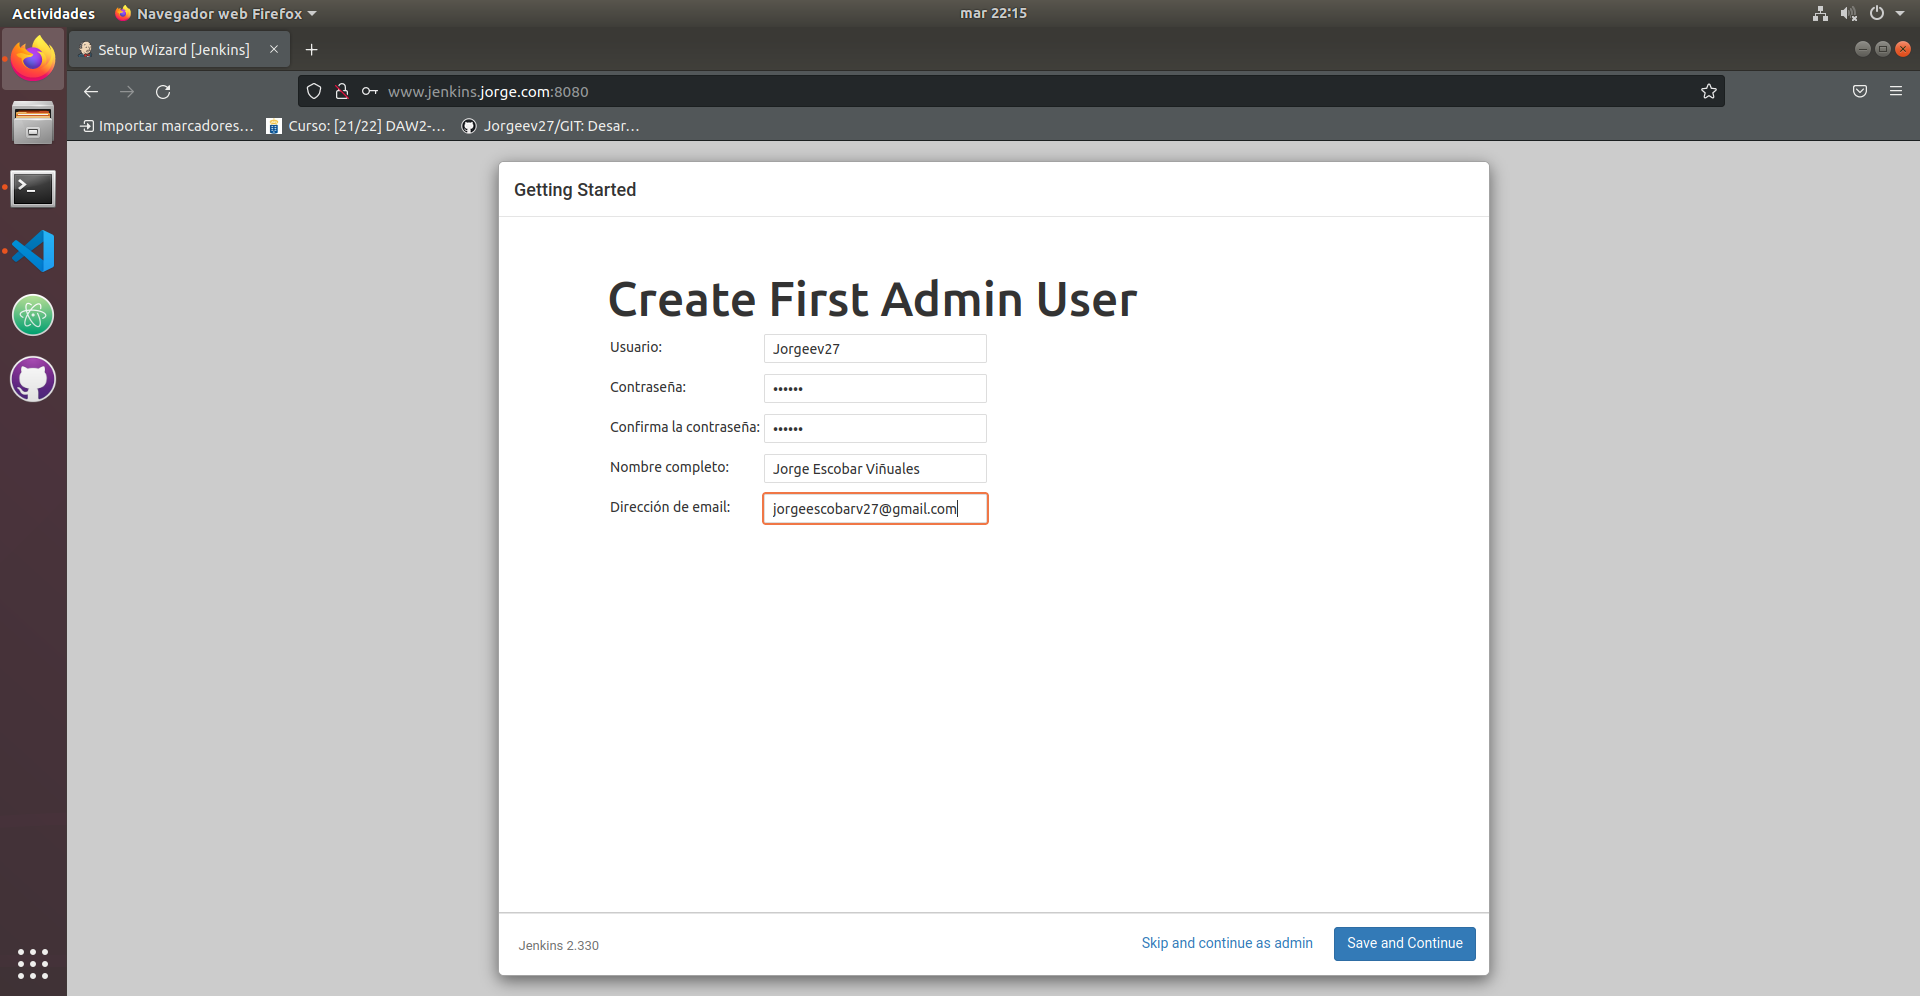 Actividades Navegador web Firefox mar 22:15
Setup Wizard [Jenkins]
www.jenkins.jorge.com:8080
Importar marcadores… Curso: [21/22] DAW2-… Jorgeev27/GIT: Desar…
Getting Started
Create First Admin User
Usuario: Jorgeev27
Contraseña: ••••••
Confirma la contraseña: ••••••
Nombre completo: Jorge Escobar Viñuales
Dirección de email: jorgeescobarv27@gmail.com
Jenkins 2.330 Skip and continue as admin Save and Continue